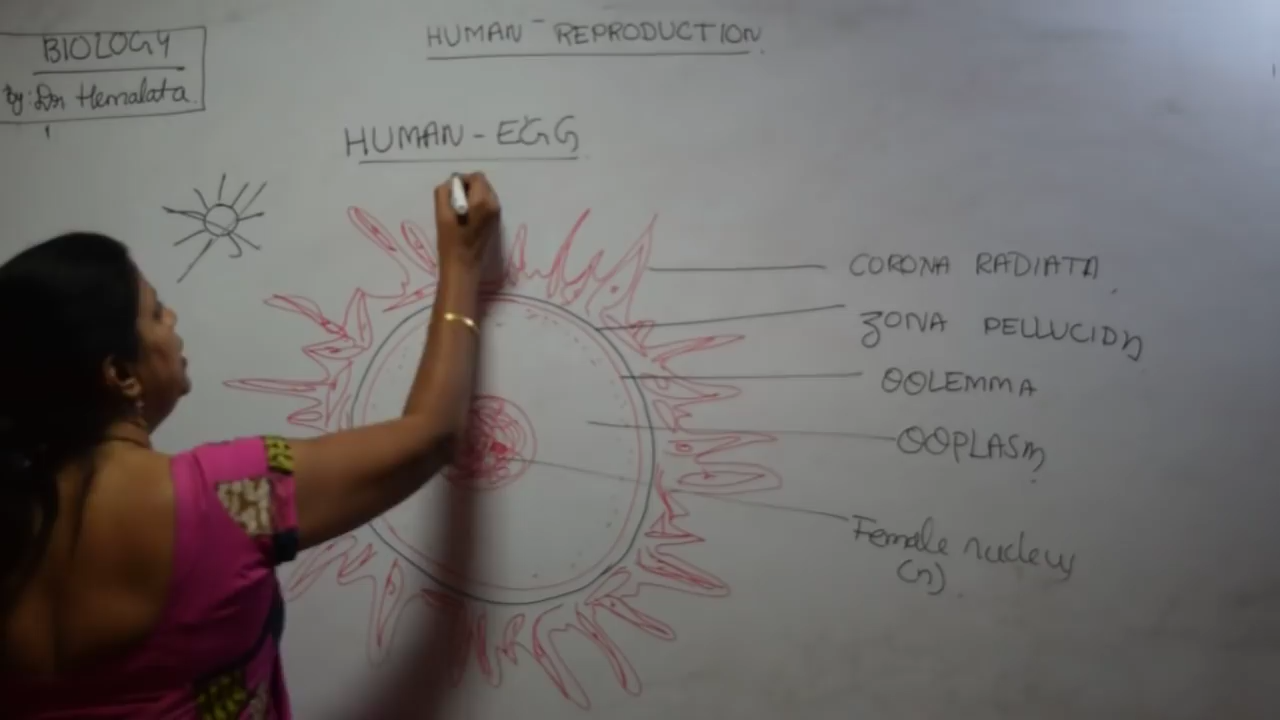 BIOLOGY
By: Dr Hemalata.
HUMAN - REPRODUCTION
HUMAN - EGG
CORONA RADIATA
ZONA PELLUCIDA
OOLEMMA
OOPLASM
Female nucleus
(n)